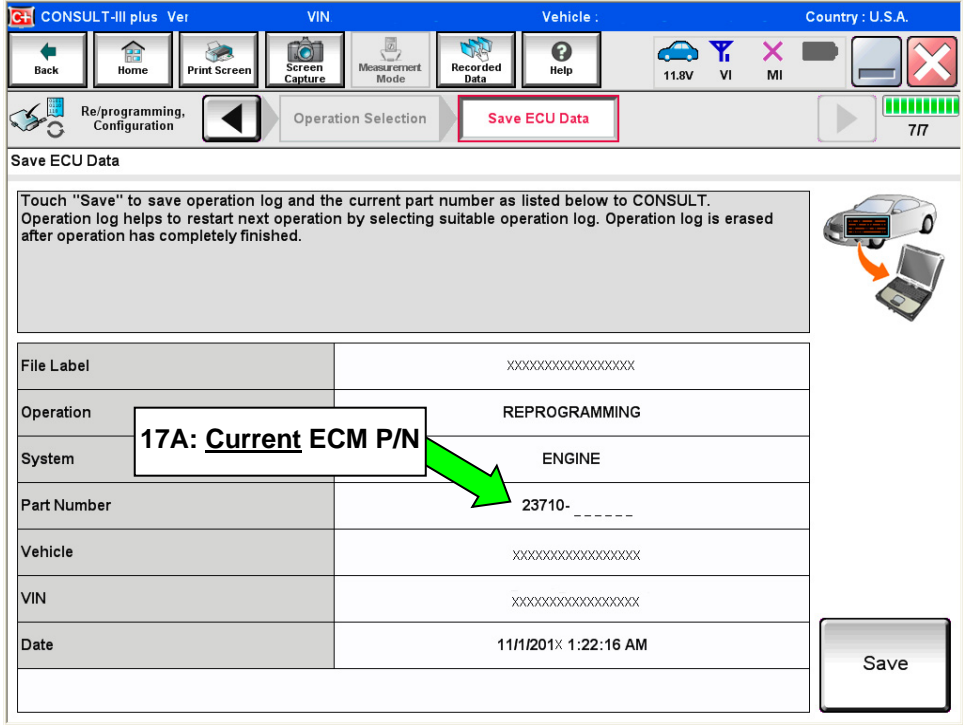 C+ CONSULT-III plus Ver VIN Vehicle : Country : U.S.A.
Back Home Print Screen Screen Capture Measurement Mode Recorded Data Help 11.8V VI MI
Re/programming, Configuration Operation Selection Save ECU Data 7/7
Save ECU Data
Touch "Save" to save operation log and the current part number as listed below to CONSULT.
Operation log helps to restart next operation by selecting suitable operation log. Operation log is erased
after operation has completely finished.
File Label XXXXXXXXXXXXXXXXX
Operation REPROGRAMMING
17A: Current ECM P/N
System ENGINE
Part Number 23710-_ _ _ _ _ _
Vehicle XXXXXXXXXXXXXXXXX
VIN XXXXXXXXXXXXXXXXX
Date 11/1/201X 1:22:16 AM
Save